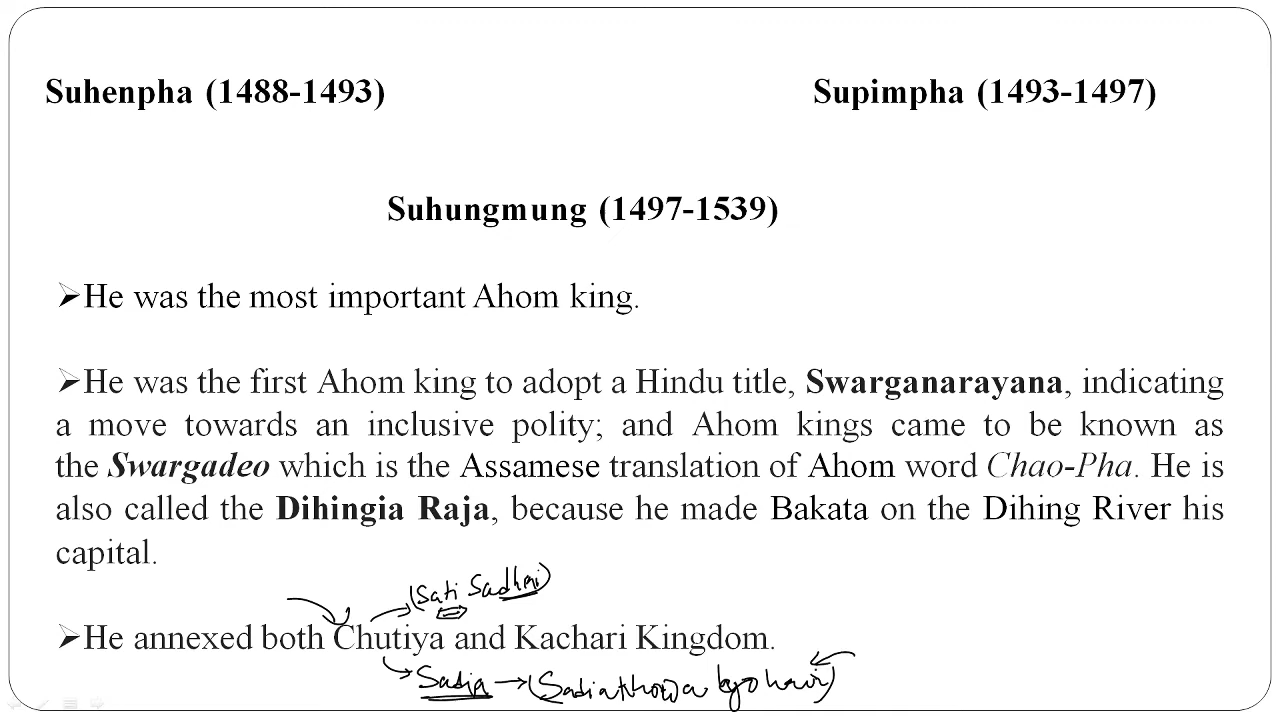 Suhenpha (1488-1493) Supimpha (1493-1497)
Suhungmung (1497-1539)
➢He was the most important Ahom king.
➢He was the first Ahom king to adopt a Hindu title, Swarganarayana, indicating
a move towards an inclusive polity; and Ahom kings came to be known as
the Swargadeo which is the Assamese translation of Ahom word Chao-Pha. He is
also called the Dihingia Raja, because he made Bakata on the Dihing River his
capital.
(Sati Sadhni)
➢He annexed both Chutiya and Kachari Kingdom.
Sadia → (Sadiakhowa